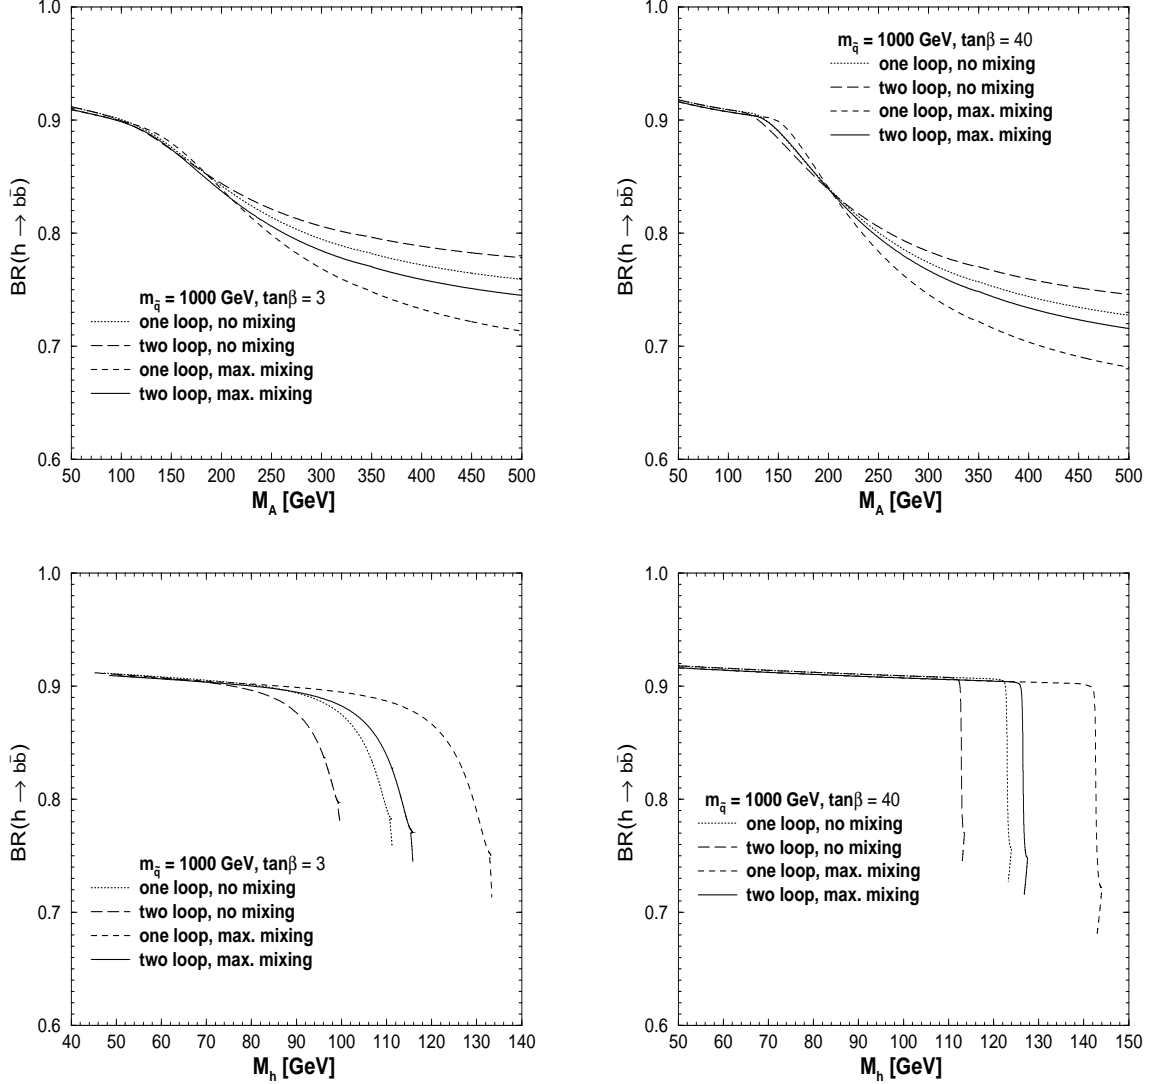 1.0
0.9
0.8
0.7
0.6
BR(h → bb̄)
m_q̃ = 1000 GeV, tanβ = 3
one loop, no mixing
two loop, no mixing
one loop, max. mixing
two loop, max. mixing
50 100 150 200 250 300 350 400 450 500
M_A [GeV]
1.0
0.9
0.8
0.7
0.6
BR(h → bb̄)
m_q̃ = 1000 GeV, tanβ = 40
one loop, no mixing
two loop, no mixing
one loop, max. mixing
two loop, max. mixing
50 100 150 200 250 300 350 400 450 500
M_A [GeV]
1.0
0.9
0.8
0.7
0.6
BR(h → bb̄)
m_q̃ = 1000 GeV, tanβ = 3
one loop, no mixing
two loop, no mixing
one loop, max. mixing
two loop, max. mixing
40 50 60 70 80 90 100 110 120 130 140
M_h [GeV]
1.0
0.9
0.8
0.7
0.6
BR(h → bb̄)
m_q̃ = 1000 GeV, tanβ = 40
one loop, no mixing
two loop, no mixing
one loop, max. mixing
two loop, max. mixing
50 60 70 80 90 100 110 120 130 140 150
M_h [GeV]